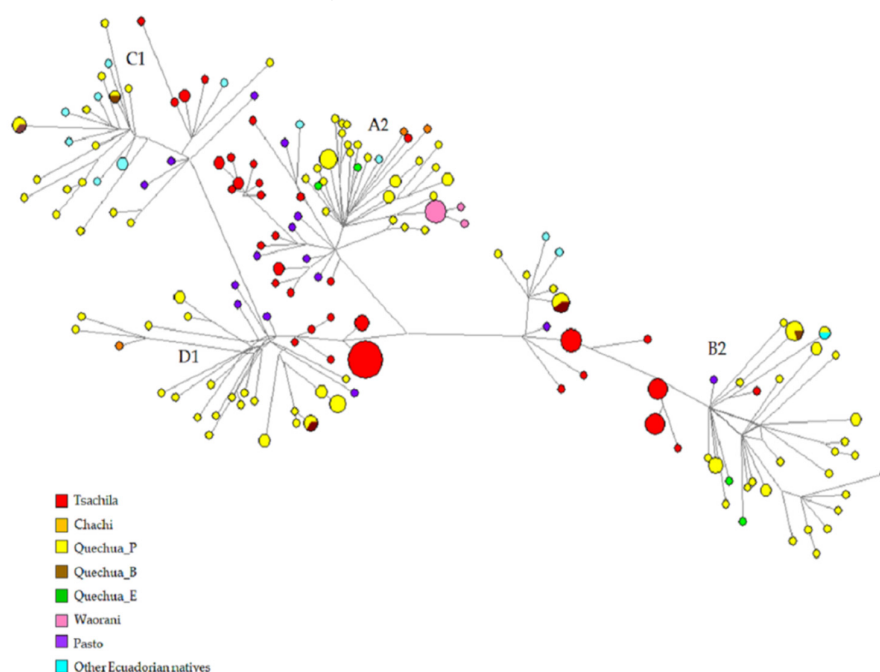 C1
A2
D1
B2
Tsachila
Chachi
Quechua_P
Quechua_B
Quechua_E
Waorani
Pasto
Other Ecuadorian natives